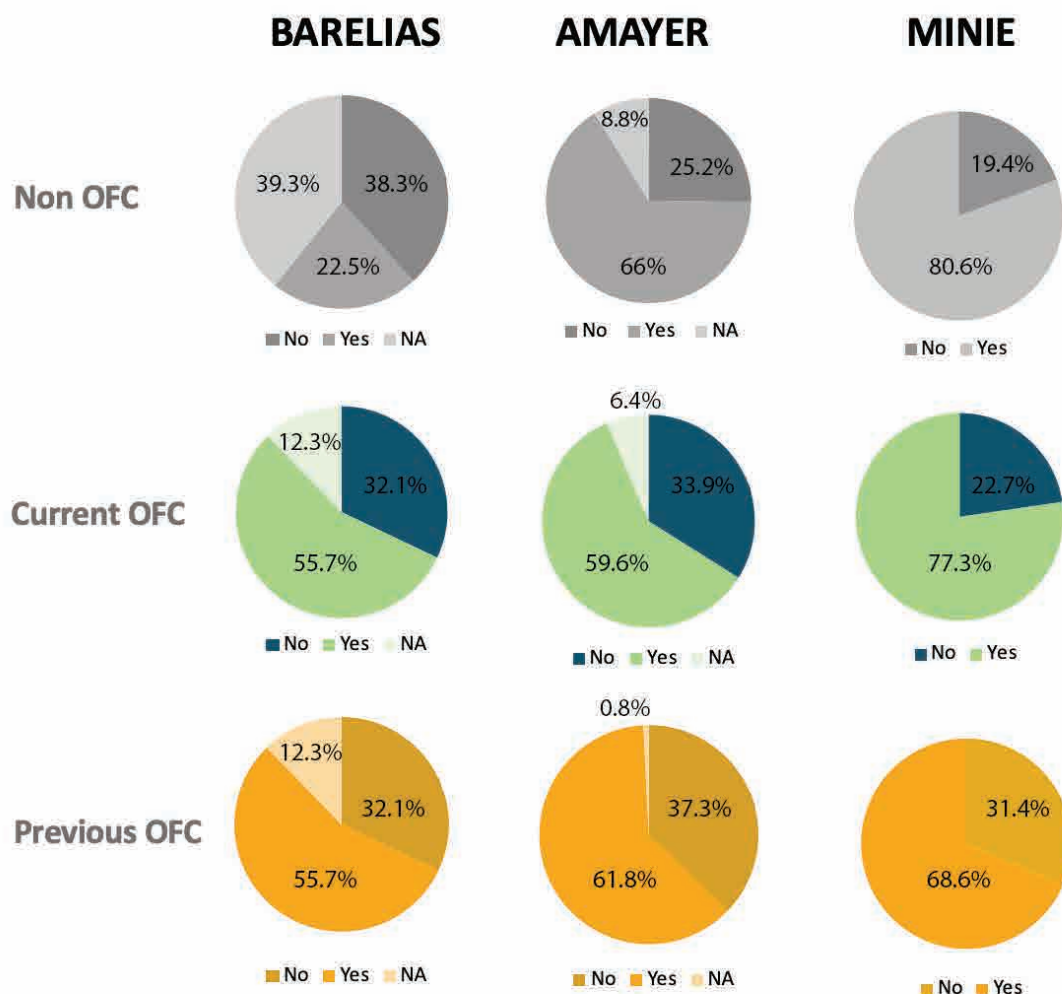 BARELIAS AMAYER MINIE
Non OFC
39.3% 38.3% 22.5%
8.8% 25.2% 66%
19.4% 80.6%
No Yes NA
No Yes NA
No Yes
Current OFC
12.3% 32.1% 55.7%
6.4% 33.9% 59.6%
22.7% 77.3%
No Yes NA
No Yes NA
No Yes
Previous OFC
12.3% 32.1% 55.7%
0.8% 37.3% 61.8%
31.4% 68.6%
No Yes NA
No Yes NA
No Yes